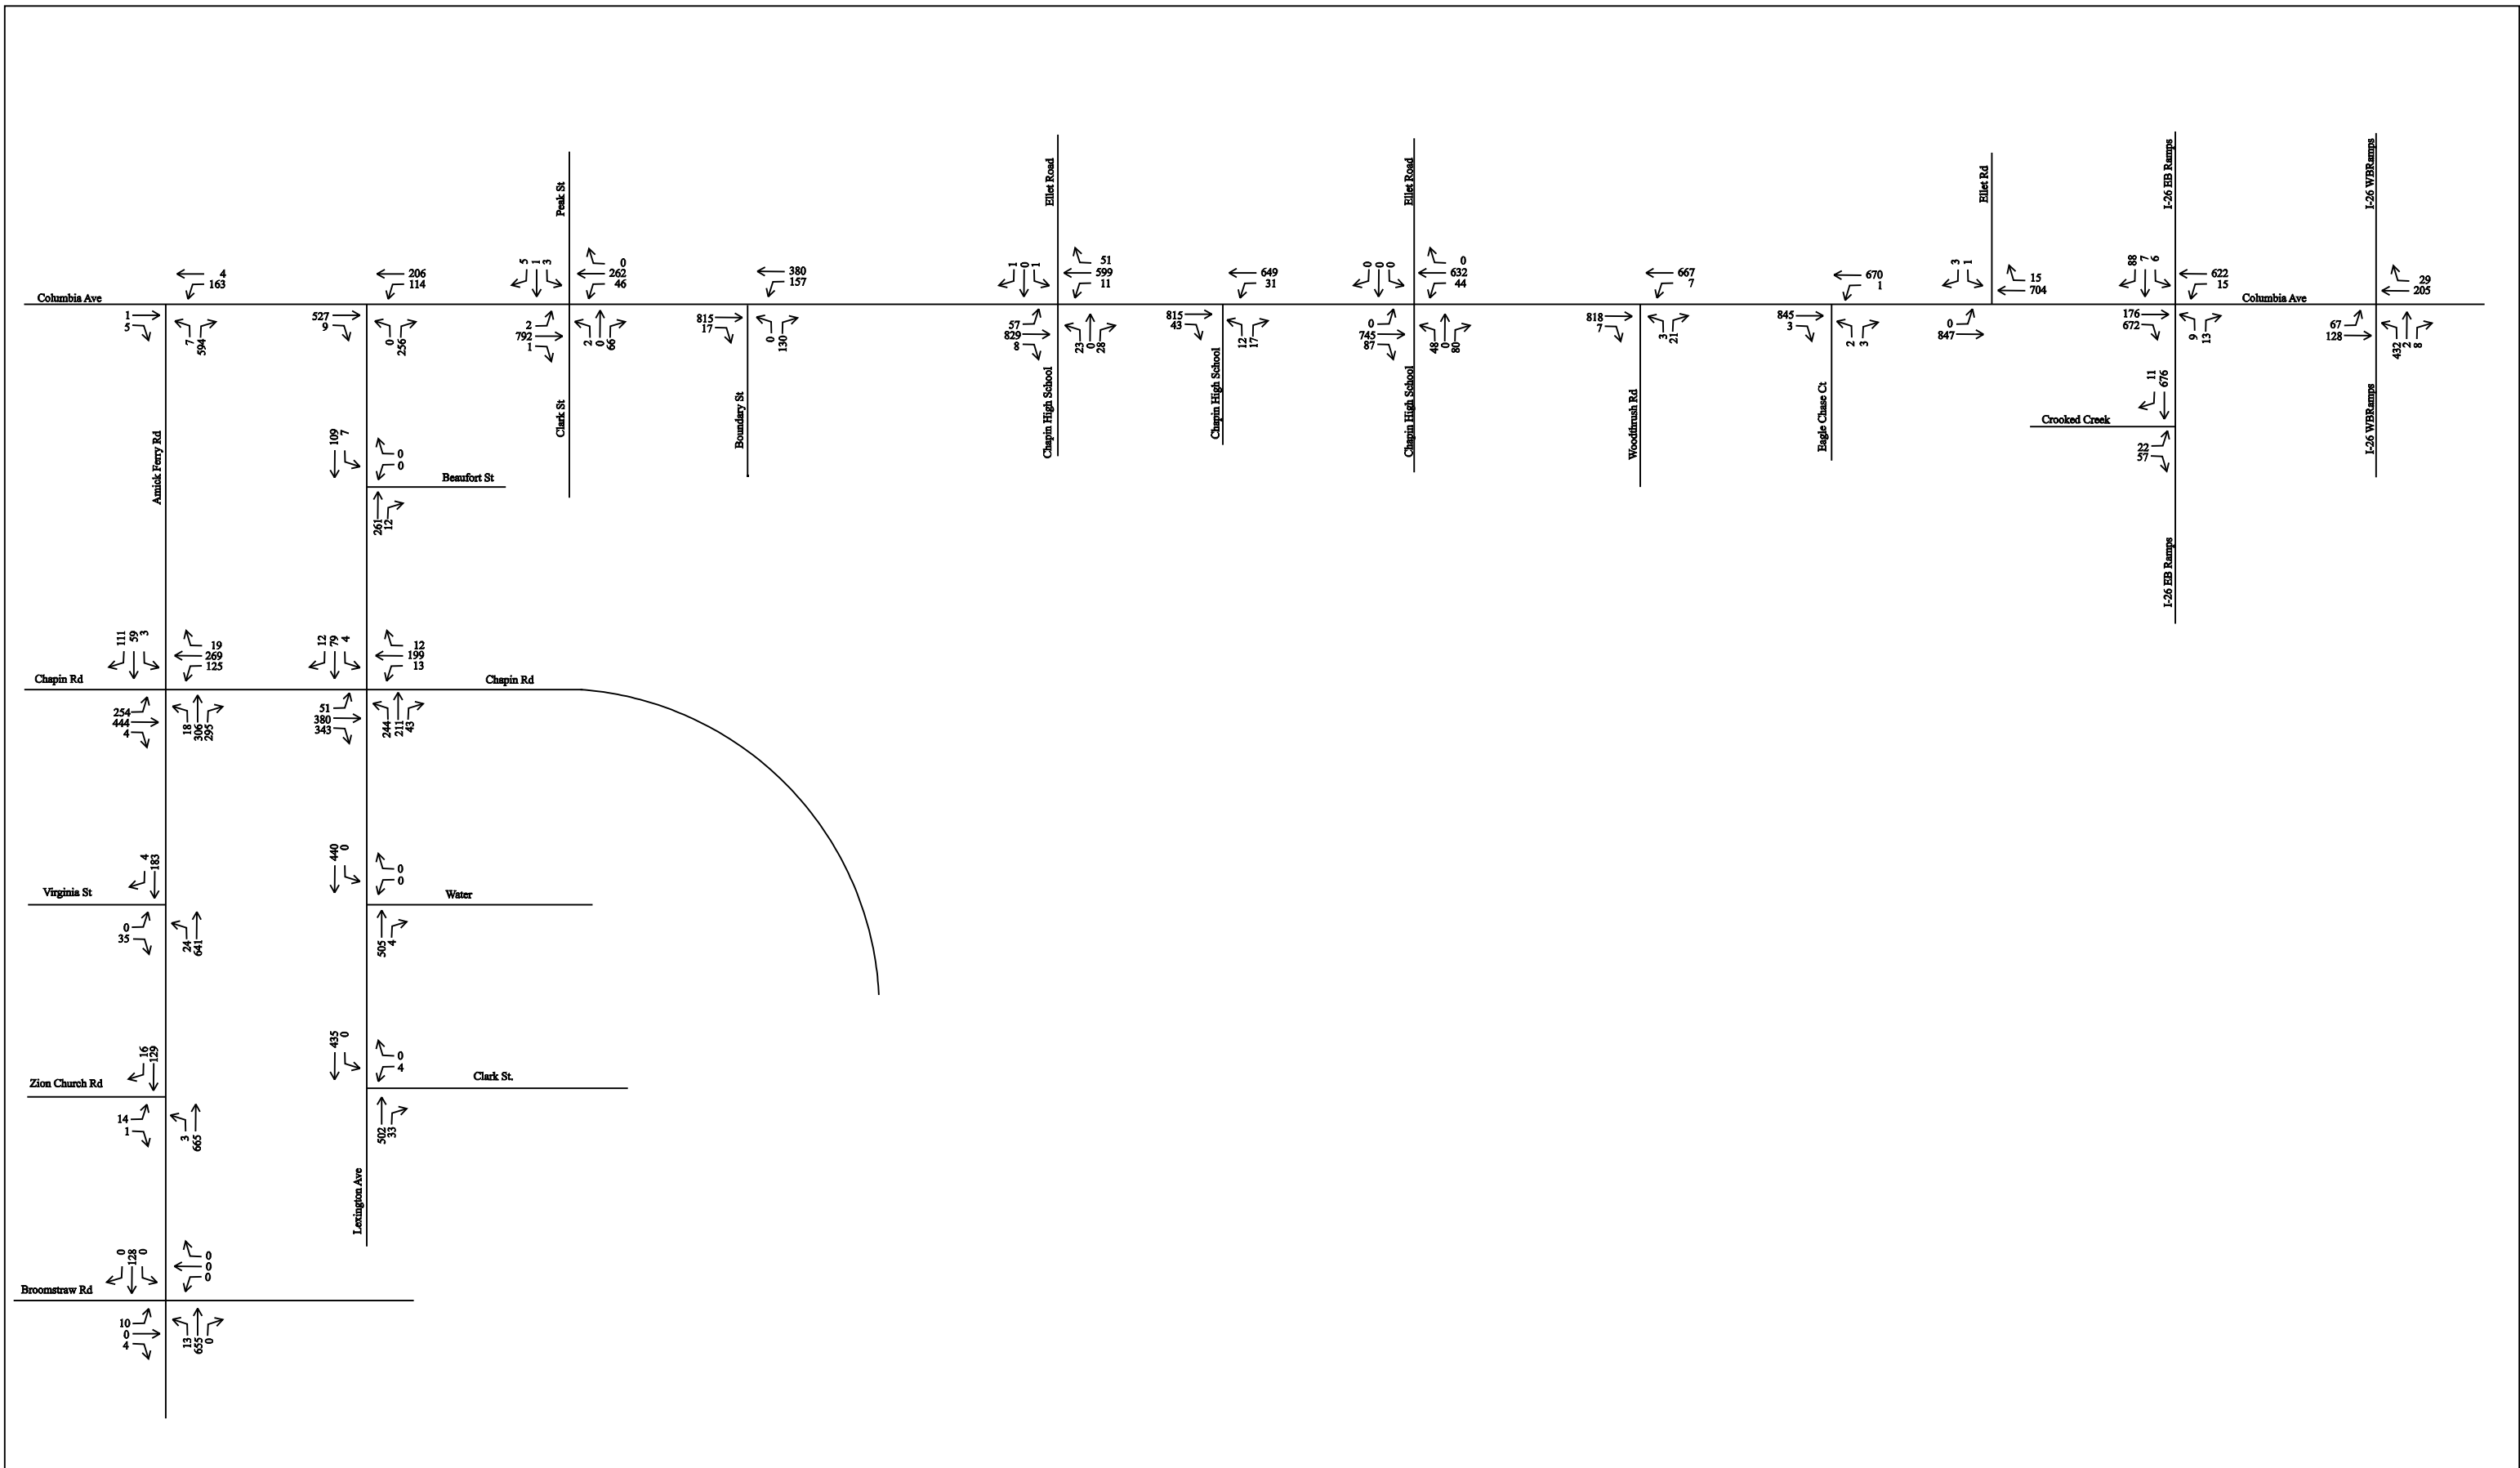 Peak St
Ellet Road
Ellet Road
Ellet Rd
I-26 EB Ramps
I-26 WBRamps
Columbia Ave
4
163
206
114
5 1 3
0
262
46
380
157
1 0 1
51
599
11
649
31
0 0 0
0
632
44
667
7
670
1
3 1
15
704
88 7 6
622
15
Columbia Ave
29
205
1
5
7 594
527
9
0 256
2
792
1
2 0 66
815
17
0 130
57
829
8
23 0 28
815
43
12 17
0
745
87
48 0 80
818
7
3 21
845
3
2 3
0
847
176
672
9 13
67
128
432 2 8
Amick Ferry Rd
Clark St
Boundary St
Chapin High School
Chapin High School
Chapin High School
Woodthrush Rd
Eagle Chase Ct
I-26 WBRamps
11 676
Crooked Creek
22
57
I-26 EB Ramps
109 7
0
0
Beaufort St
261 12
111 59 3
19
269
125
12 79 4
12
199
13
Chapin Rd
Chapin Rd
254
444
4
18 306 295
51
380
343
244 211 43
4 183
Virginia St
0
35
24 641
440 0
0
0
Water
505 4
16 129
Zion Church Rd
14
1
3 665
435 0
0
4
Clark St.
502 33
Lexington Ave
0 128 0
0
0
0
Broomstraw Rd
10
0
4
13 655 0